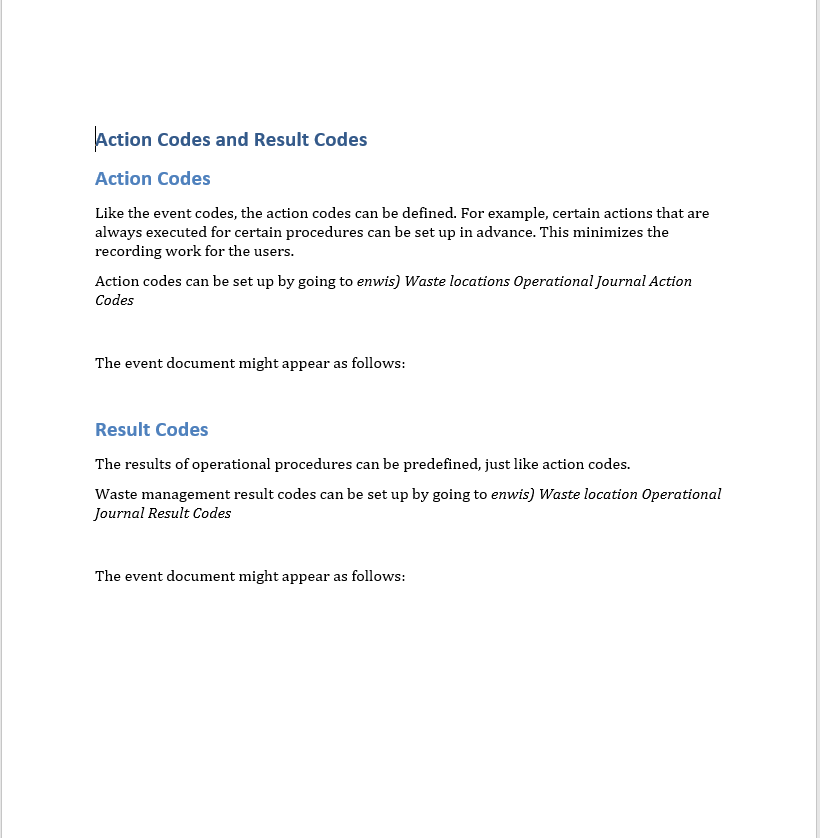 Action Codes and Result Codes
Action Codes
Like the event codes, the action codes can be defined. For example, certain actions that are
always executed for certain procedures can be set up in advance. This minimizes the
recording work for the users.
Action codes can be set up by going to enwis) Waste locations Operational Journal Action
Codes
The event document might appear as follows:
Result Codes
The results of operational procedures can be predefined, just like action codes.
Waste management result codes can be set up by going to enwis) Waste location Operational
Journal Result Codes
The event document might appear as follows: